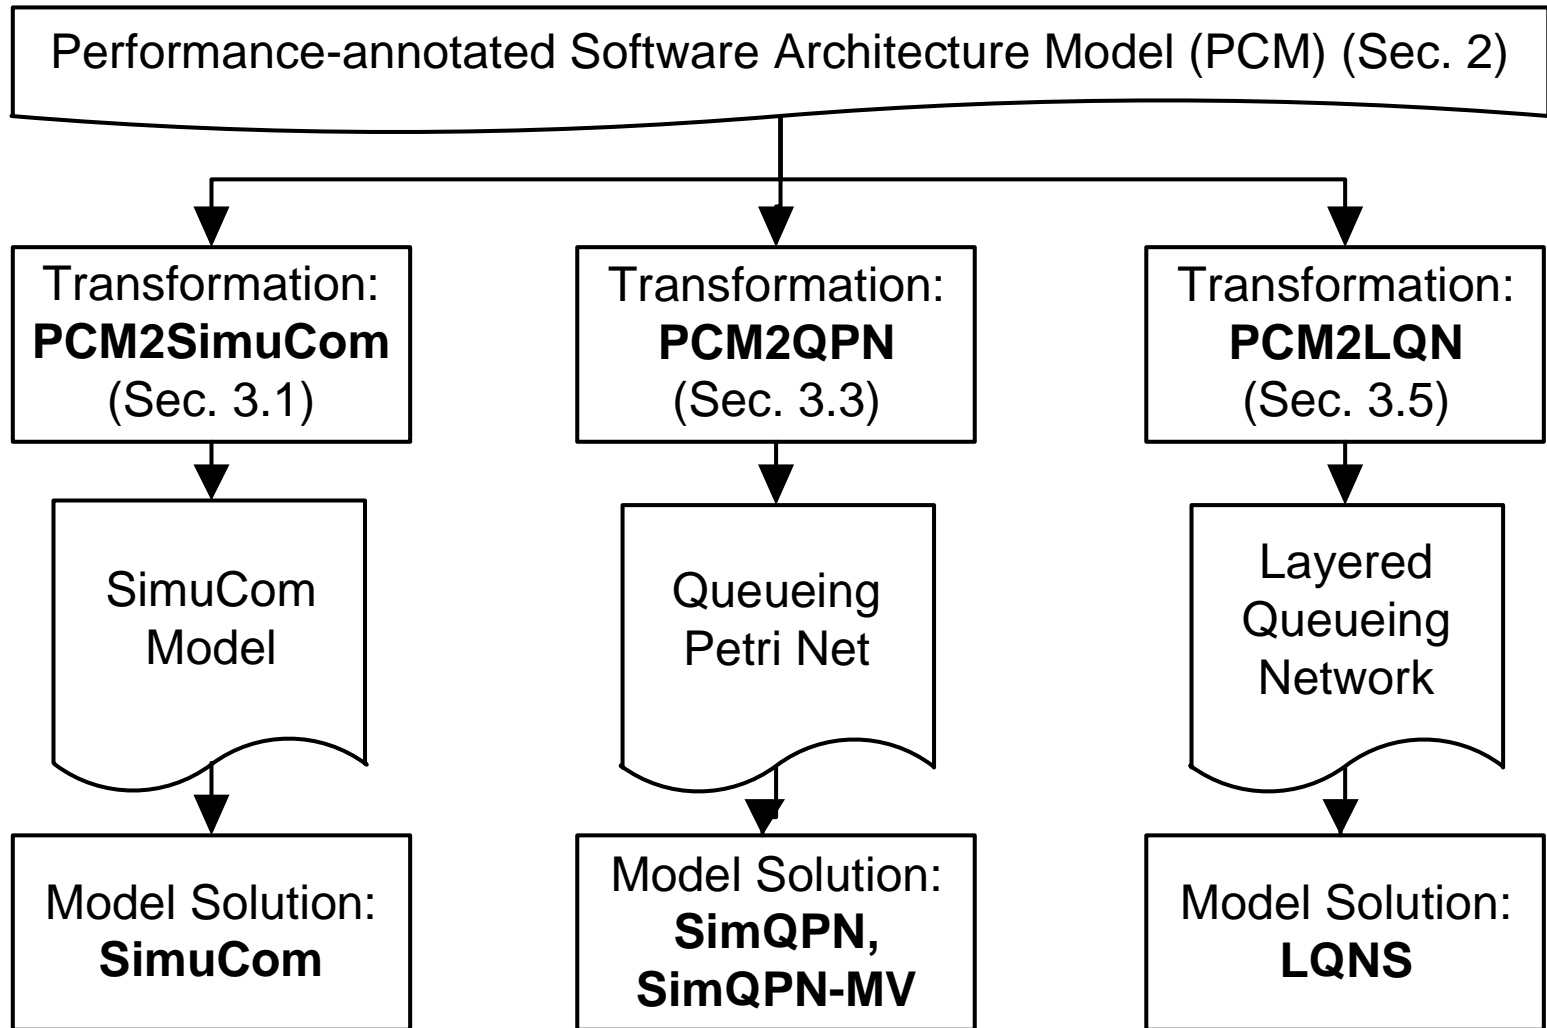 Performance-annotated Software Architecture Model (PCM) (Sec. 2)
Transformation:
PCM2SimuCom
(Sec. 3.1)
Transformation:
PCM2QPN
(Sec. 3.3)
Transformation:
PCM2LQN
(Sec. 3.5)
SimuCom
Model
Queueing
Petri Net
Layered
Queueing
Network
Model Solution:
SimuCom
Model Solution:
SimQPN,
SimQPN-MV
Model Solution:
LQNS